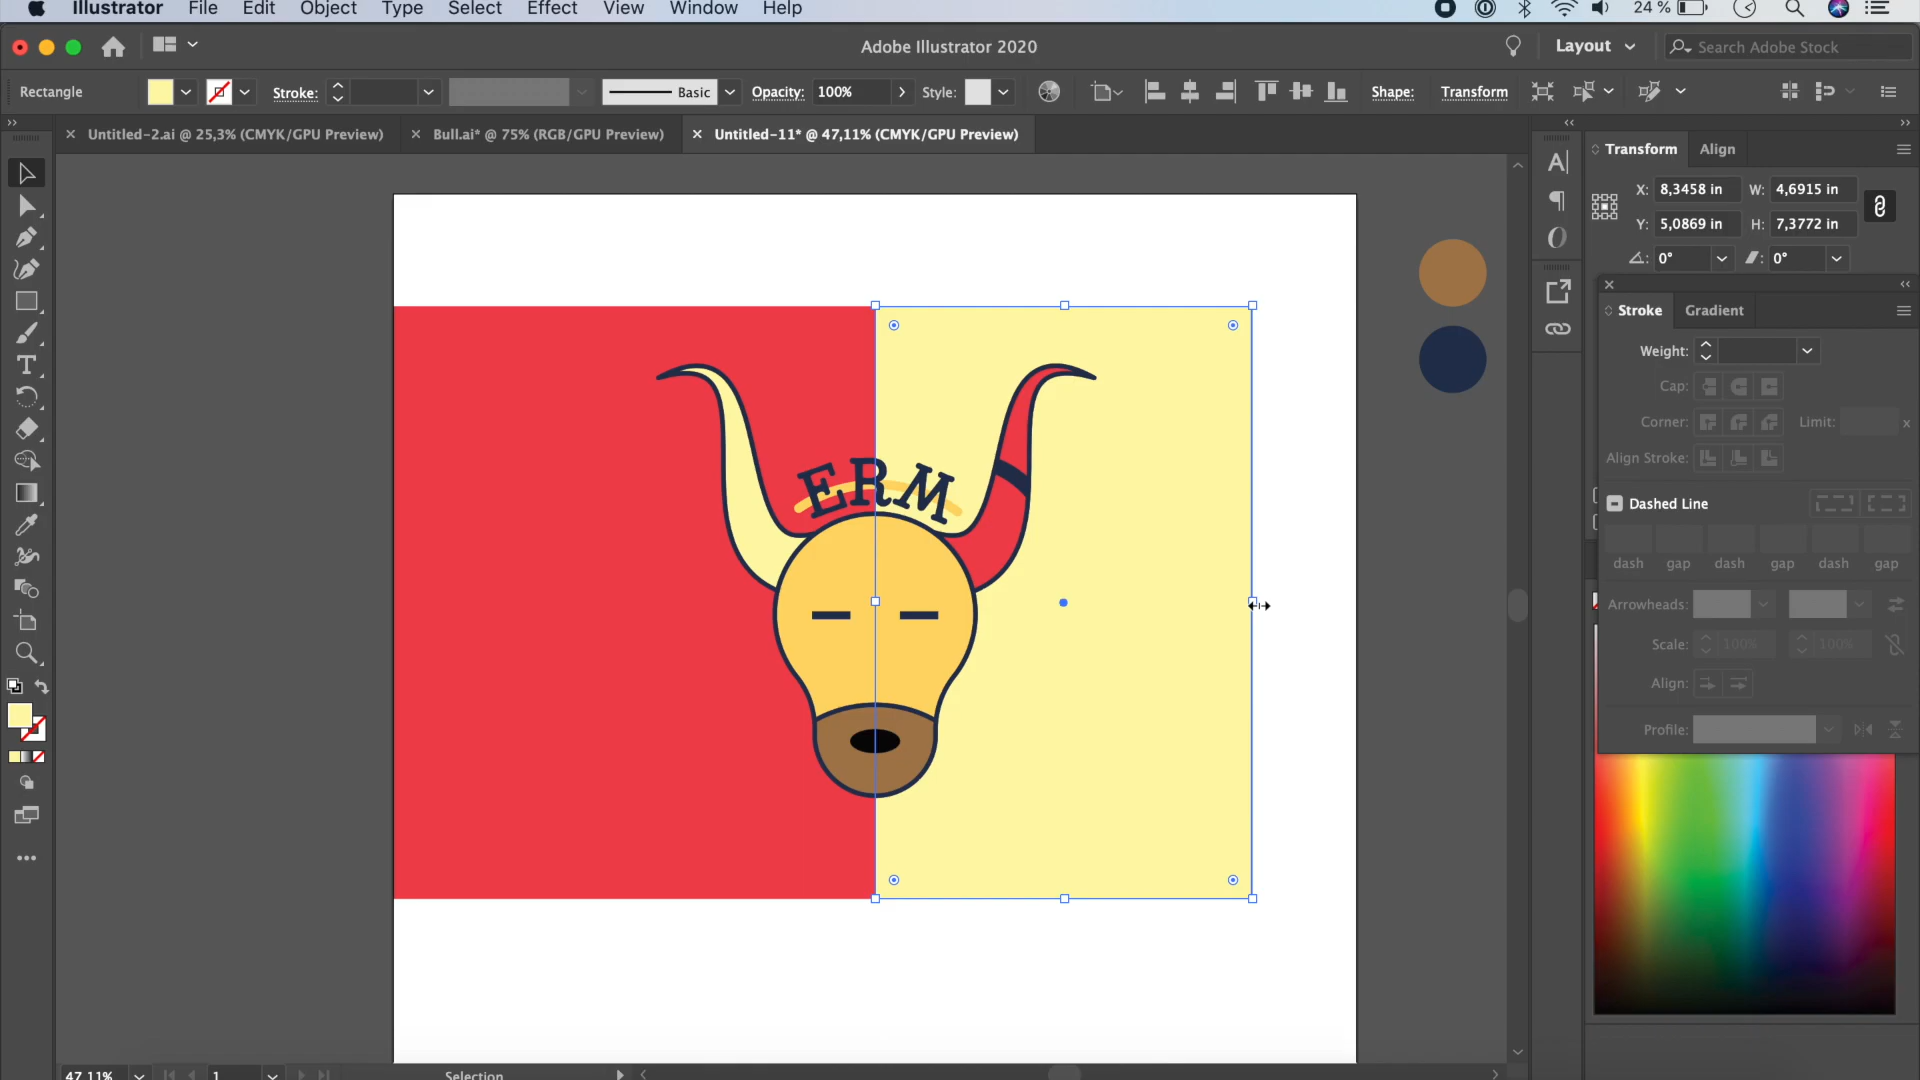 Illustrator File Edit Object Type Select Effect View Window Help 24 %
Adobe Illustrator 2020 Layout Search Adobe Stock
Rectangle Stroke: Basic Opacity: 100% Style: Shape: Transform
Untitled-2.ai @ 25,3% (CMYK/GPU Preview) Bull.ai* @ 75% (RGB/GPU Preview) Untitled-11* @ 47,11% (CMYK/GPU Preview)
Transform Align
X: 8,3458 in W: 4,6915 in
Y: 5,0869 in H: 7,3772 in
0° 0°
Stroke Gradient
Weight:
Cap:
Corner: Limit: x
Align Stroke:
Dashed Line
dash gap dash gap dash gap
Arrowheads:
Scale: 100% 100%
Align:
Profile:
ERM
47,11% 1 Selection